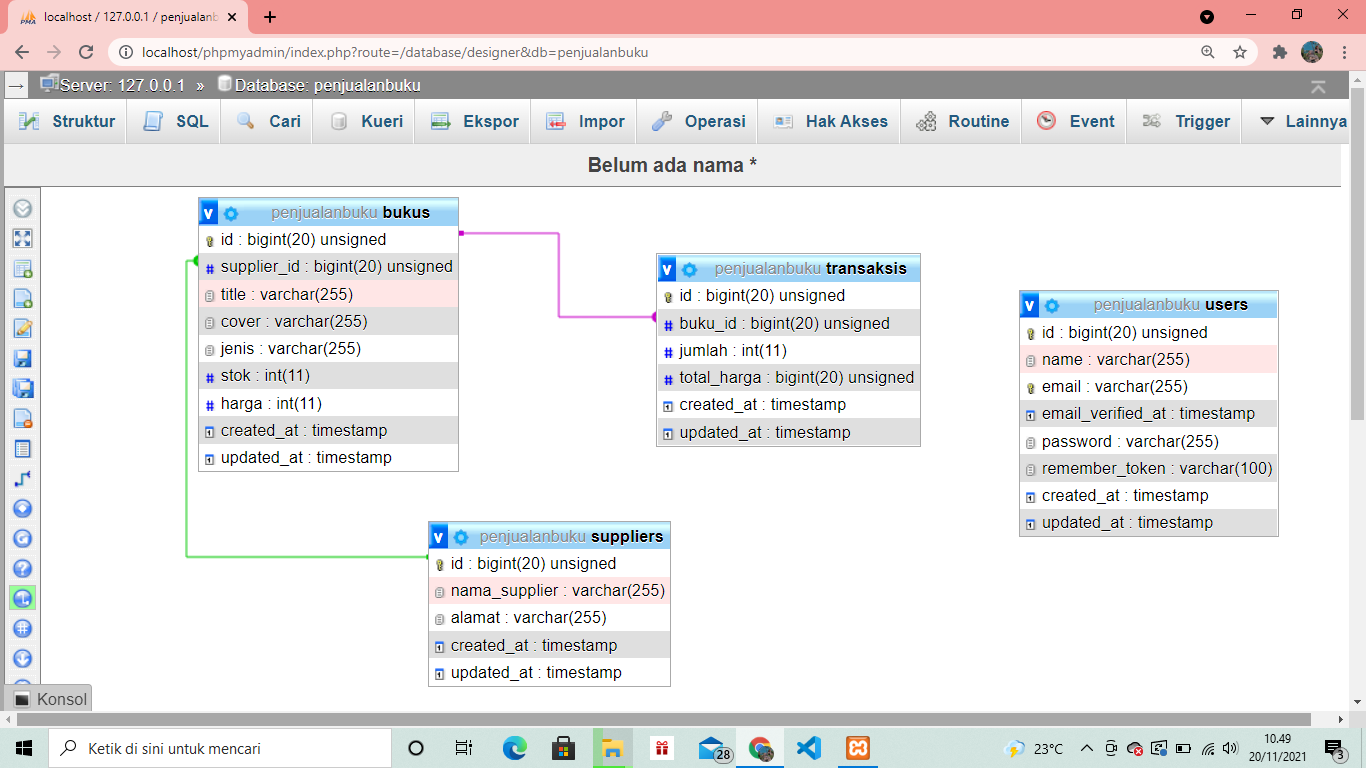 localhost / 127.0.0.1 / penjualanb
localhost/phpmyadmin/index.php?route=/database/designer&db=penjualanbuku
Server: 127.0.0.1 » Database: penjualanbuku
Struktur SQL Cari Kueri Ekspor Impor Operasi Hak Akses Routine Event Trigger Lainnya
Belum ada nama *
penjualanbuku bukus
id : bigint(20) unsigned
supplier_id : bigint(20) unsigned
title : varchar(255)
cover : varchar(255)
jenis : varchar(255)
stok : int(11)
harga : int(11)
created_at : timestamp
updated_at : timestamp
penjualanbuku transaksis
id : bigint(20) unsigned
buku_id : bigint(20) unsigned
jumlah : int(11)
total_harga : bigint(20) unsigned
created_at : timestamp
updated_at : timestamp
penjualanbuku users
id : bigint(20) unsigned
name : varchar(255)
email : varchar(255)
email_verified_at : timestamp
password : varchar(255)
remember_token : varchar(100)
created_at : timestamp
updated_at : timestamp
penjualanbuku suppliers
id : bigint(20) unsigned
nama_supplier : varchar(255)
alamat : varchar(255)
created_at : timestamp
updated_at : timestamp
Konsol
Ketik di sini untuk mencari
28
23°C
10.49
20/11/2021
3